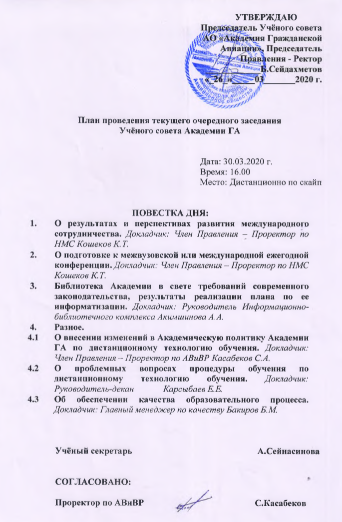 УТВЕРЖДАЮ
Председатель Учёного совета
АО «Академия Гражданской
Авиации», Председатель
Правления - Ректор
Б.Сейдахметов
« 26 » 03 2020 г.
План проведения текущего очередного заседания
Учёного совета Академии ГА
Дата: 30.03.2020 г.
Время: 16.00
Место: Дистанционно по скайп
ПОВЕСТКА ДНЯ:
1. О результатах и перспективах развития международного
сотрудничества. Докладчик: Член Правления – Проректор по
НМС Кошеков К.Т.
2. О подготовке к межвузовской или международной ежегодной
конференции. Докладчик: Член Правления – Проректор по НМС
Кошеков К.Т.
3. Библиотека Академии в свете требований современного
законодательства, результаты реализации плана по ее
информатизации. Докладчик: Руководитель Информационно-
библиотечного комплекса Акимишнова А.А.
4. Разное.
4.1 О внесении изменений в Академическую политику Академии
ГА по дистанционному технологию обучения. Докладчик:
Член Правления – Проректор по АВиВР Касабеков С.А.
4.2 О проблемных вопросах процедуры обучения по
дистанционному технологию обучения. Докладчик:
Руководитель-декан Карсыбаев Е.Е.
4.3 Об обеспечении качества образовательного процесса.
Докладчик: Главный менеджер по качеству Бакиров Б.М.
Учёный секретарь А.Сейнасинова
СОГЛАСОВАНО:
Проректор по АВиВР С.Касабеков